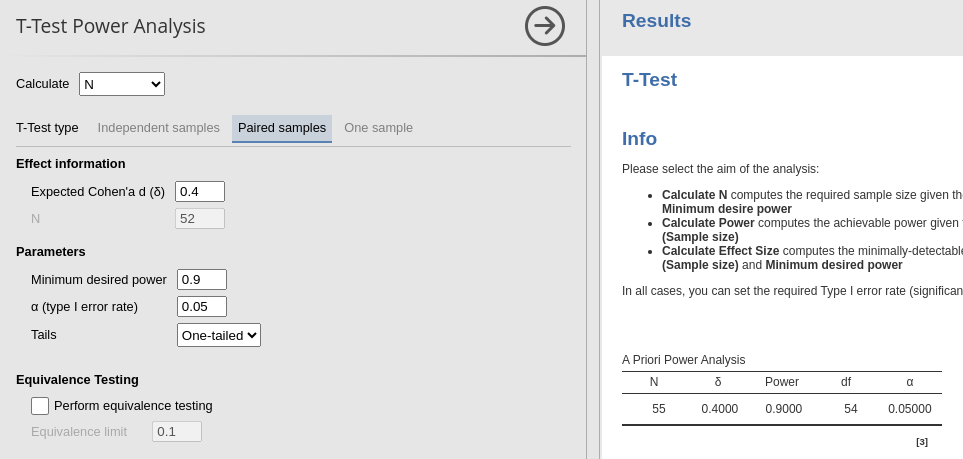 T-Test Power Analysis
Calculate N
T-Test type Independent samples Paired samples One sample
Effect information
Expected Cohen'a d (δ) 0.4
N 52
Parameters
Minimum desired power 0.9
α (type I error rate) 0.05
Tails One-tailed
Equivalence Testing
Perform equivalence testing
Equivalence limit 0.1
Results
T-Test
Info
Please select the aim of the analysis:
Calculate N computes the required sample size given the
Minimum desire power
Calculate Power computes the achievable power given
(Sample size)
Calculate Effect Size computes the minimally-detectable
(Sample size) and Minimum desired power
In all cases, you can set the required Type I error rate (significan
A Priori Power Analysis
N δ Power df α
55 0.4000 0.9000 54 0.05000
[3]